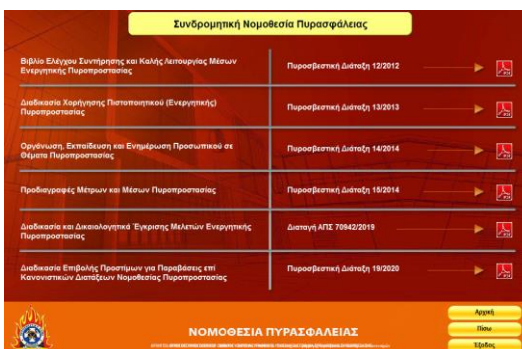 Συνδρομητική Νομοθεσία Πυρασφάλειας
Βιβλίο Ελέγχου Συντήρησης και Καλής Λειτουργίας Μέσων
Ενεργητικής Πυροπροστασίας
Πυροσβεστική Διάταξη 12/2012
Διαδικασία Χορήγησης Πιστοποιητικού (Ενεργητικής)
Πυροπροστασίας
Πυροσβεστική Διάταξη 13/2013
Οργάνωση, Εκπαίδευση και Ενημέρωση Προσωπικού σε
Θέματα Πυροπροστασίας
Πυροσβεστική Διάταξη 14/2014
Προδιαγραφές Μέτρων και Μέσων Πυροπροστασίας
Πυροσβεστική Διάταξη 15/2014
Διαδικασία και Δικαιολογητικά Έγκρισης Μελετών Ενεργητικής
Πυροπροστασίας
Διαταγή ΑΠΣ 70942/2019
Διαδικασία Επιβολής Προστίμων για Παραβάσεις επί
Κανονιστικών Διατάξεων Νομοθεσίας Πυροπροστασίας
Πυροσβεστική Διάταξη 19/2020
Αρχική
ΝΟΜΟΘΕΣΙΑ ΠΥΡΑΣΦΑΛΕΙΑΣ
Πίσω
Έξοδος